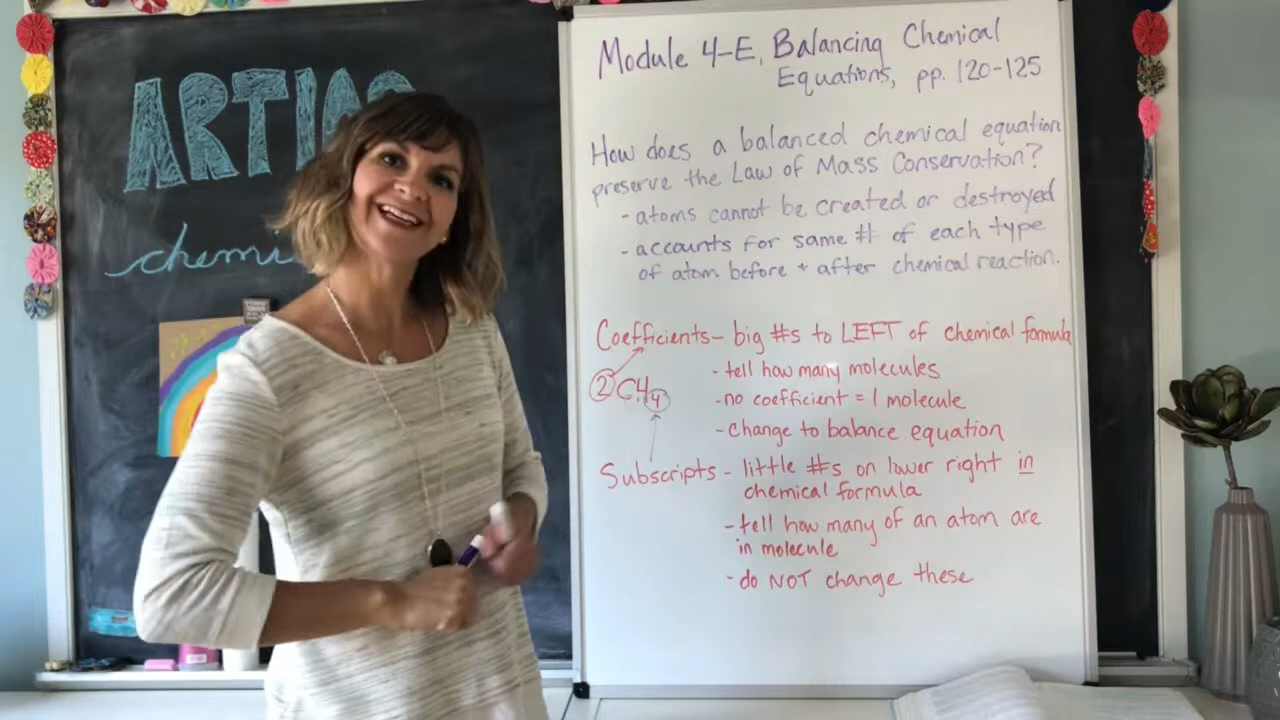 ARTIO
chemi
Module 4-E, Balancing Chemical
Equations, pp. 120-125
How does a balanced chemical equation
preserve the Law of Mass Conservation?
- atoms cannot be created or destroyed
- accounts for same # of each type
of atom before + after chemical reaction.
Coefficients - big #s to LEFT of chemical formula
- tell how many molecules
2CH4
- no coefficient = 1 molecule
- change to balance equation
Subscripts - little #s on lower right in
chemical formula
- tell how many of an atom are
in molecule
- do NOT change these